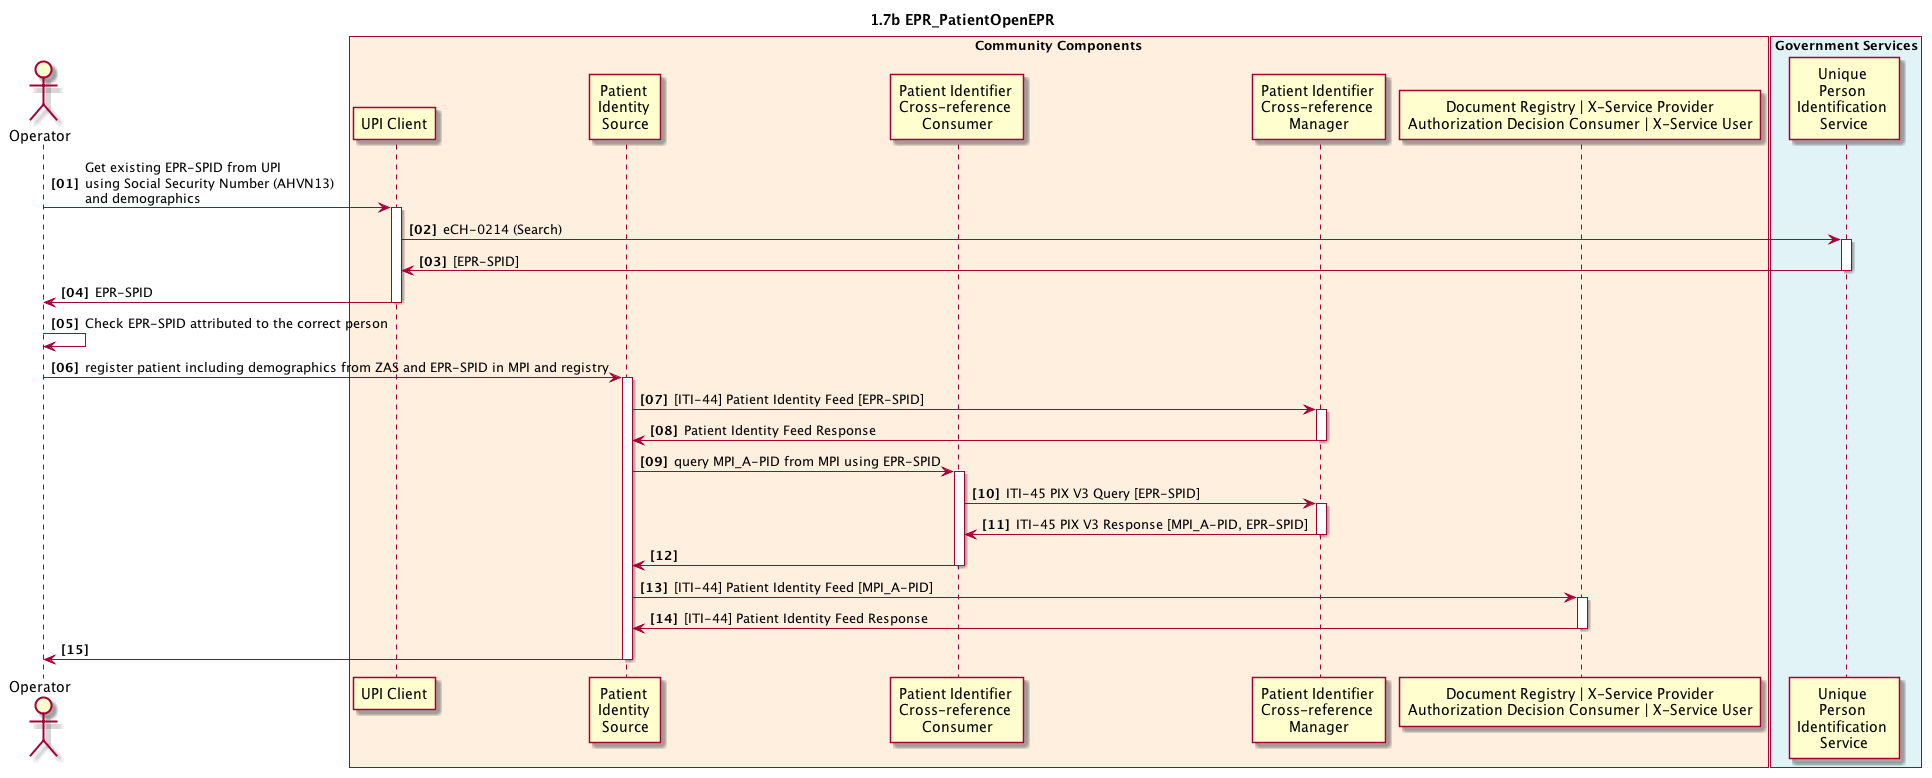 1.7b EPR_PatientOpenEPR
Community Components
Government Services
Operator
UPI Client
Patient
Identity
Source
Patient Identifier
Cross-reference
Consumer
Patient Identifier
Cross-reference
Manager
Document Registry | X-Service Provider
Authorization Decision Consumer | X-Service User
Unique
Person
Identification
Service
Get existing EPR-SPID from UPI
[01] using Social Security Number (AHVN13)
and demographics
[02] eCH-0214 (Search)
[03] [EPR-SPID]
[04] EPR-SPID
[05] Check EPR-SPID attributed to the correct person
[06] register patient including demographics from ZAS and EPR-SPID in MPI and registry
[07] [ITI-44] Patient Identity Feed [EPR-SPID]
[08] Patient Identity Feed Response
[09] query MPI_A-PID from MPI using EPR-SPID
[10] ITI-45 PIX V3 Query [EPR-SPID]
[11] ITI-45 PIX V3 Response [MPI_A-PID, EPR-SPID]
[12]
[13] [ITI-44] Patient Identity Feed [MPI_A-PID]
[14] [ITI-44] Patient Identity Feed Response
[15]
Operator
UPI Client
Patient
Identity
Source
Patient Identifier
Cross-reference
Consumer
Patient Identifier
Cross-reference
Manager
Document Registry | X-Service Provider
Authorization Decision Consumer | X-Service User
Unique
Person
Identification
Service